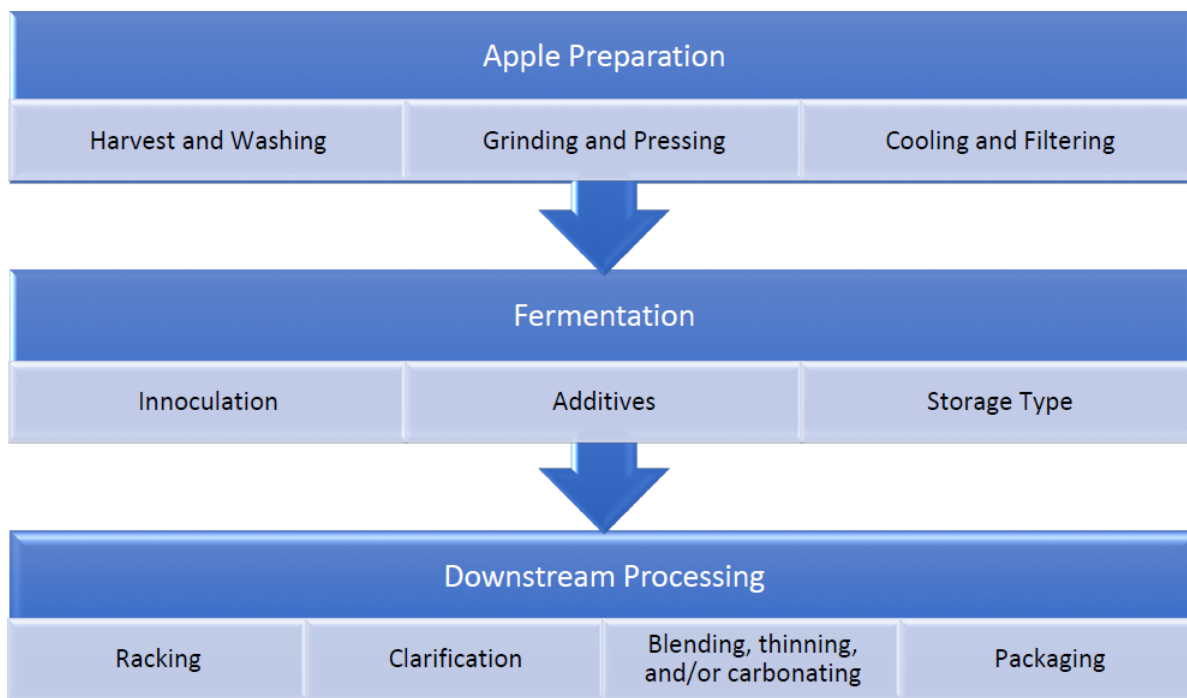 Apple Preparation
Harvest and Washing
Grinding and Pressing
Cooling and Filtering
Fermentation
Innoculation
Additives
Storage Type
Downstream Processing
Racking
Clarification
Blending, thinning,
and/or carbonating
Packaging